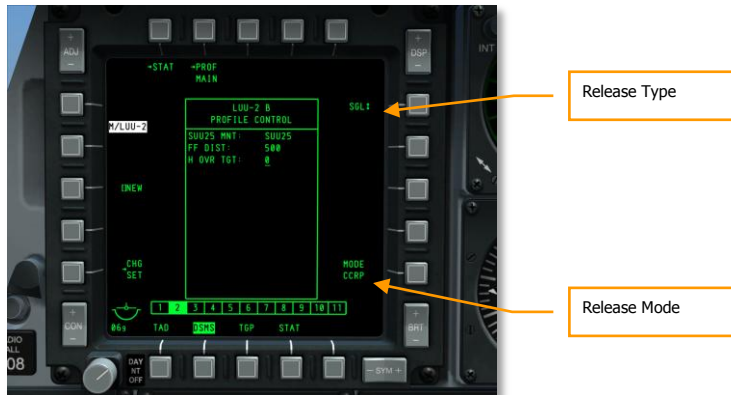 ADJ
DSP
INT
→STAT →PROF
MAIN
LUU-2 B
PROFILE CONTROL
SGL↕
M/LUU-2
SUU25 MNT: SUU25
FF DIST: 500
H OVR TGT: 0
[]NEW
CHG
SET
MODE
CCRP
1 2 3 4 5 6 7 8 9 10 11
06s TAD DSMS TGP STAT
CON
BRT
DAY
NT
OFF
- SYM +
08
Release Type
Release Mode